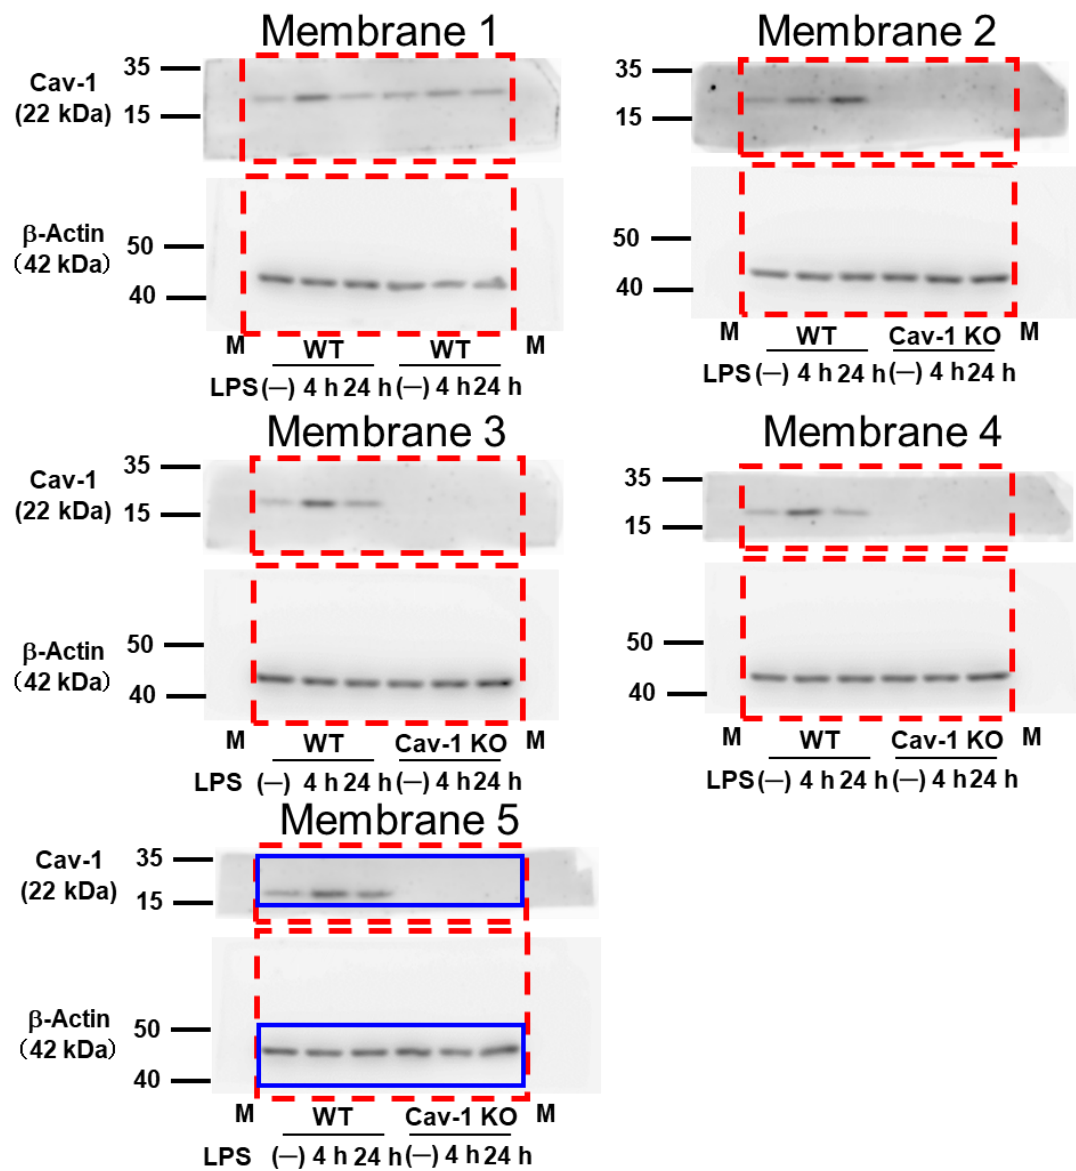 Membrane 1
Cav-1
(22 kDa)
35
15
β-Actin
(42 kDa)
50
40
M WT WT M
LPS (—) 4 h 24 h (—) 4 h 24 h
Membrane 2
35
15
50
40
M WT Cav-1 KO M
LPS (—) 4 h 24 h (—) 4 h 24 h
Membrane 3
Cav-1
(22 kDa)
35
15
β-Actin
(42 kDa)
50
40
M WT Cav-1 KO M
LPS (—) 4 h 24 h (—) 4 h 24 h
Membrane 4
35
15
50
40
M WT Cav-1 KO M
LPS (—) 4 h 24 h (—) 4 h 24 h
Membrane 5
Cav-1
(22 kDa)
35
15
β-Actin
(42 kDa)
50
40
M WT Cav-1 KO M
LPS (—) 4 h 24 h (—) 4 h 24 h